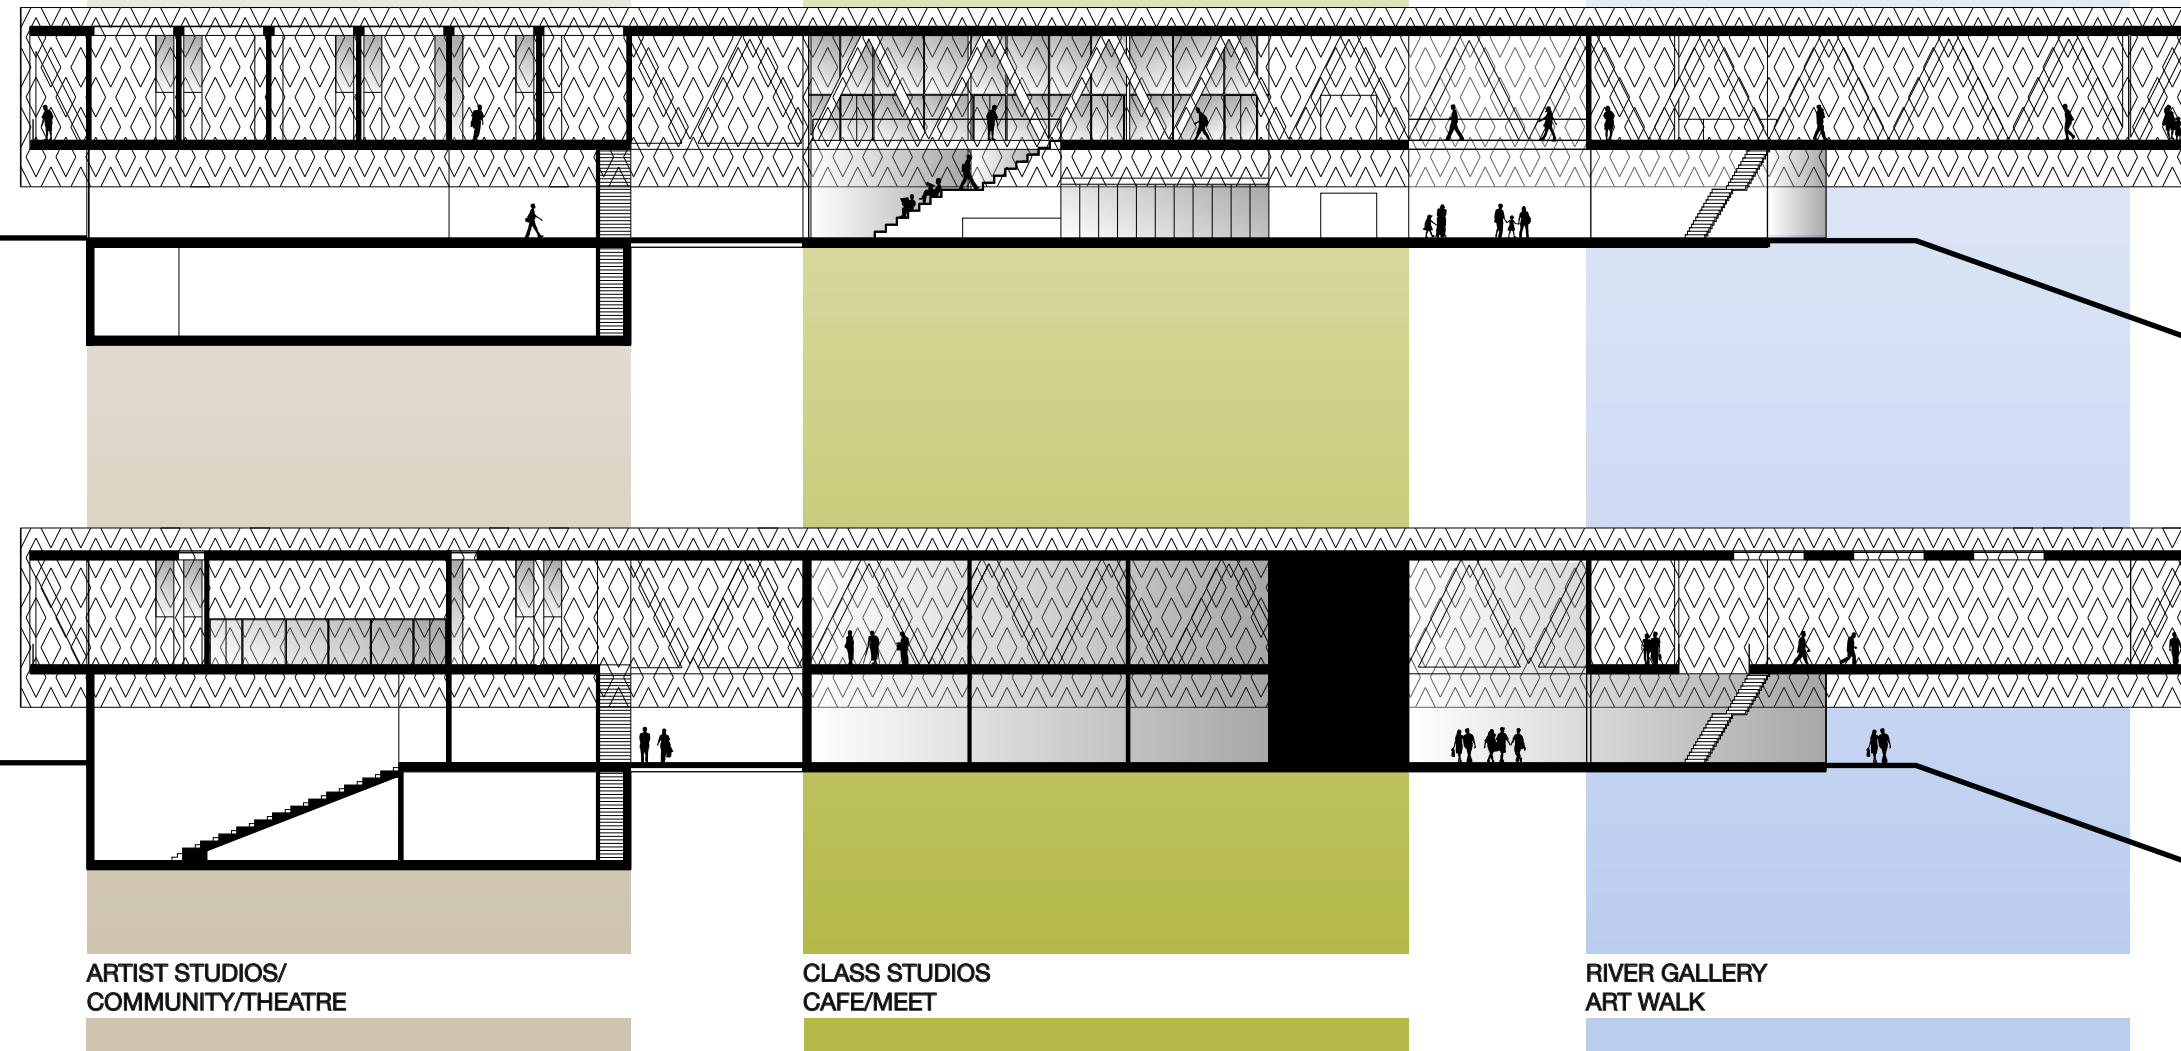 ARTIST STUDIOS/
COMMUNITY/THEATRE
CLASS STUDIOS
CAFE/MEET
RIVER GALLERY
ART WALK